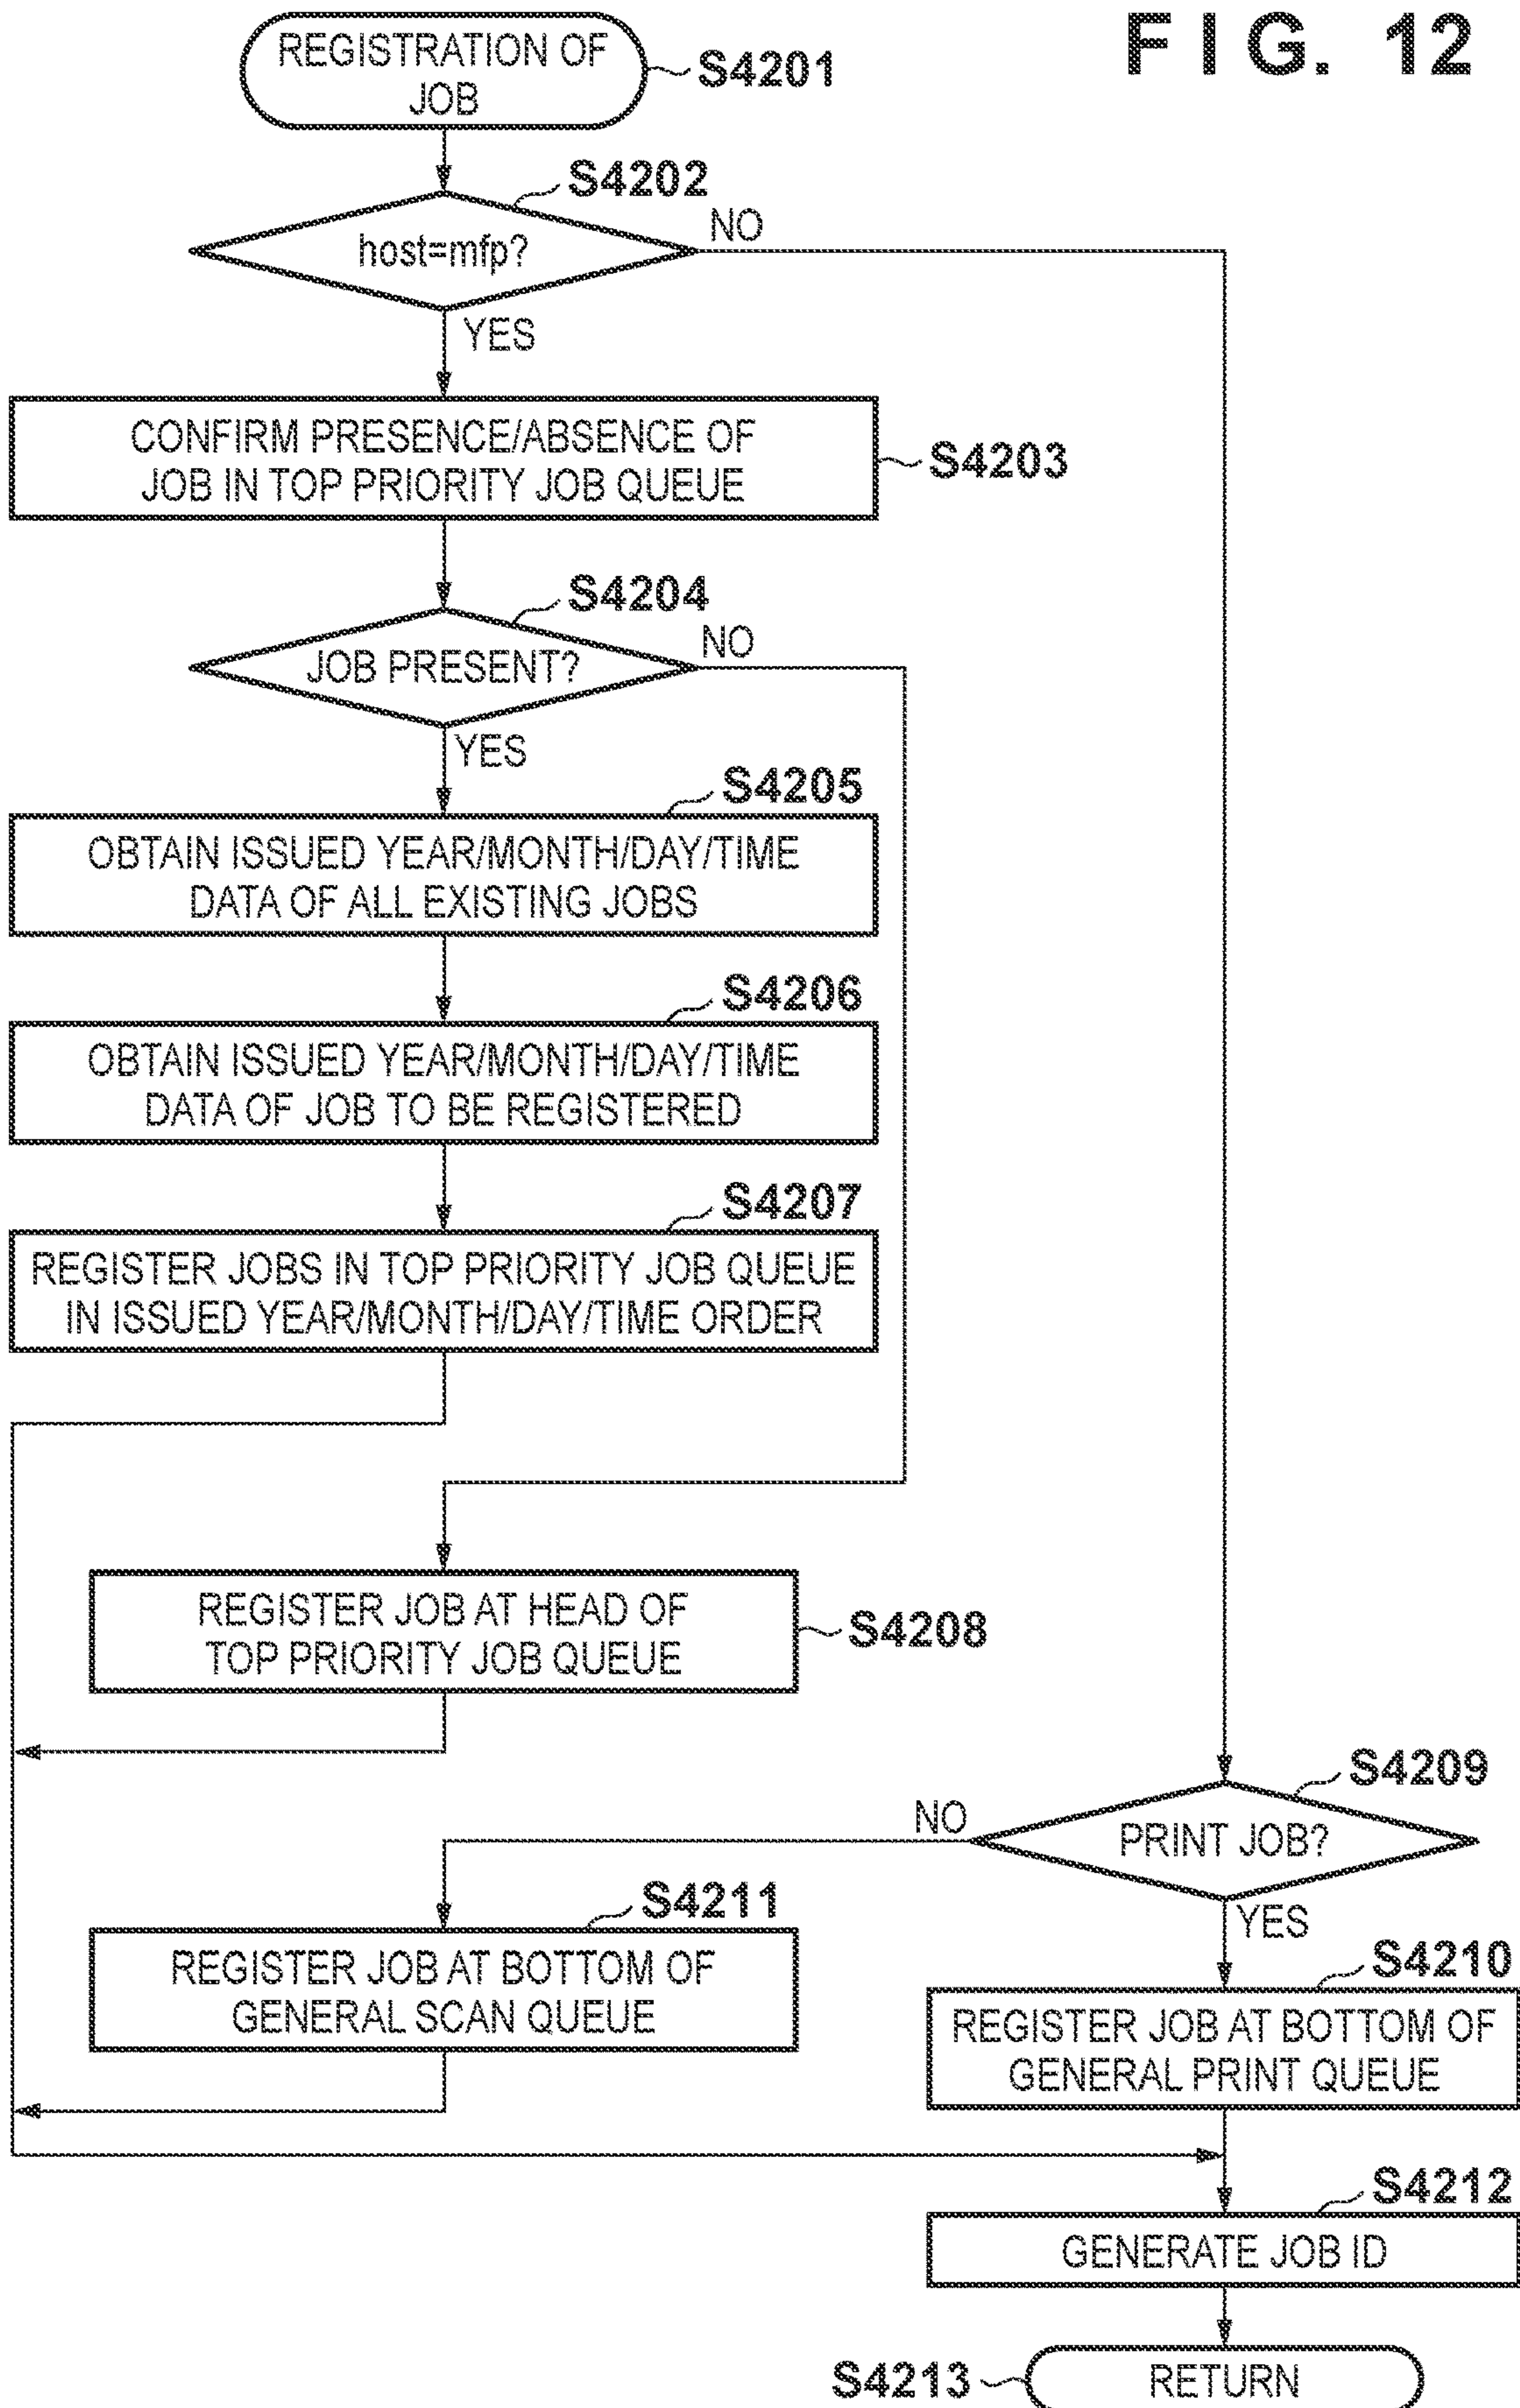 FIG. 12
REGISTRATION OF
JOB
S4201
S4202
host=mfp?
NO
YES
CONFIRM PRESENCE/ABSENCE OF
JOB IN TOP PRIORITY JOB QUEUE
S4203
S4204
JOB PRESENT?
NO
YES
S4205
OBTAIN ISSUED YEAR/MONTH/DAY/TIME
DATA OF ALL EXISTING JOBS
S4206
OBTAIN ISSUED YEAR/MONTH/DAY/TIME
DATA OF JOB TO BE REGISTERED
S4207
REGISTER JOBS IN TOP PRIORITY JOB QUEUE
IN ISSUED YEAR/MONTH/DAY/TIME ORDER
REGISTER JOB AT HEAD OF
TOP PRIORITY JOB QUEUE
S4208
S4209
PRINT JOB?
NO
YES
S4211
REGISTER JOB AT BOTTOM OF
GENERAL SCAN QUEUE
S4210
REGISTER JOB AT BOTTOM OF
GENERAL PRINT QUEUE
S4212
GENERATE JOB ID
S4213
RETURN